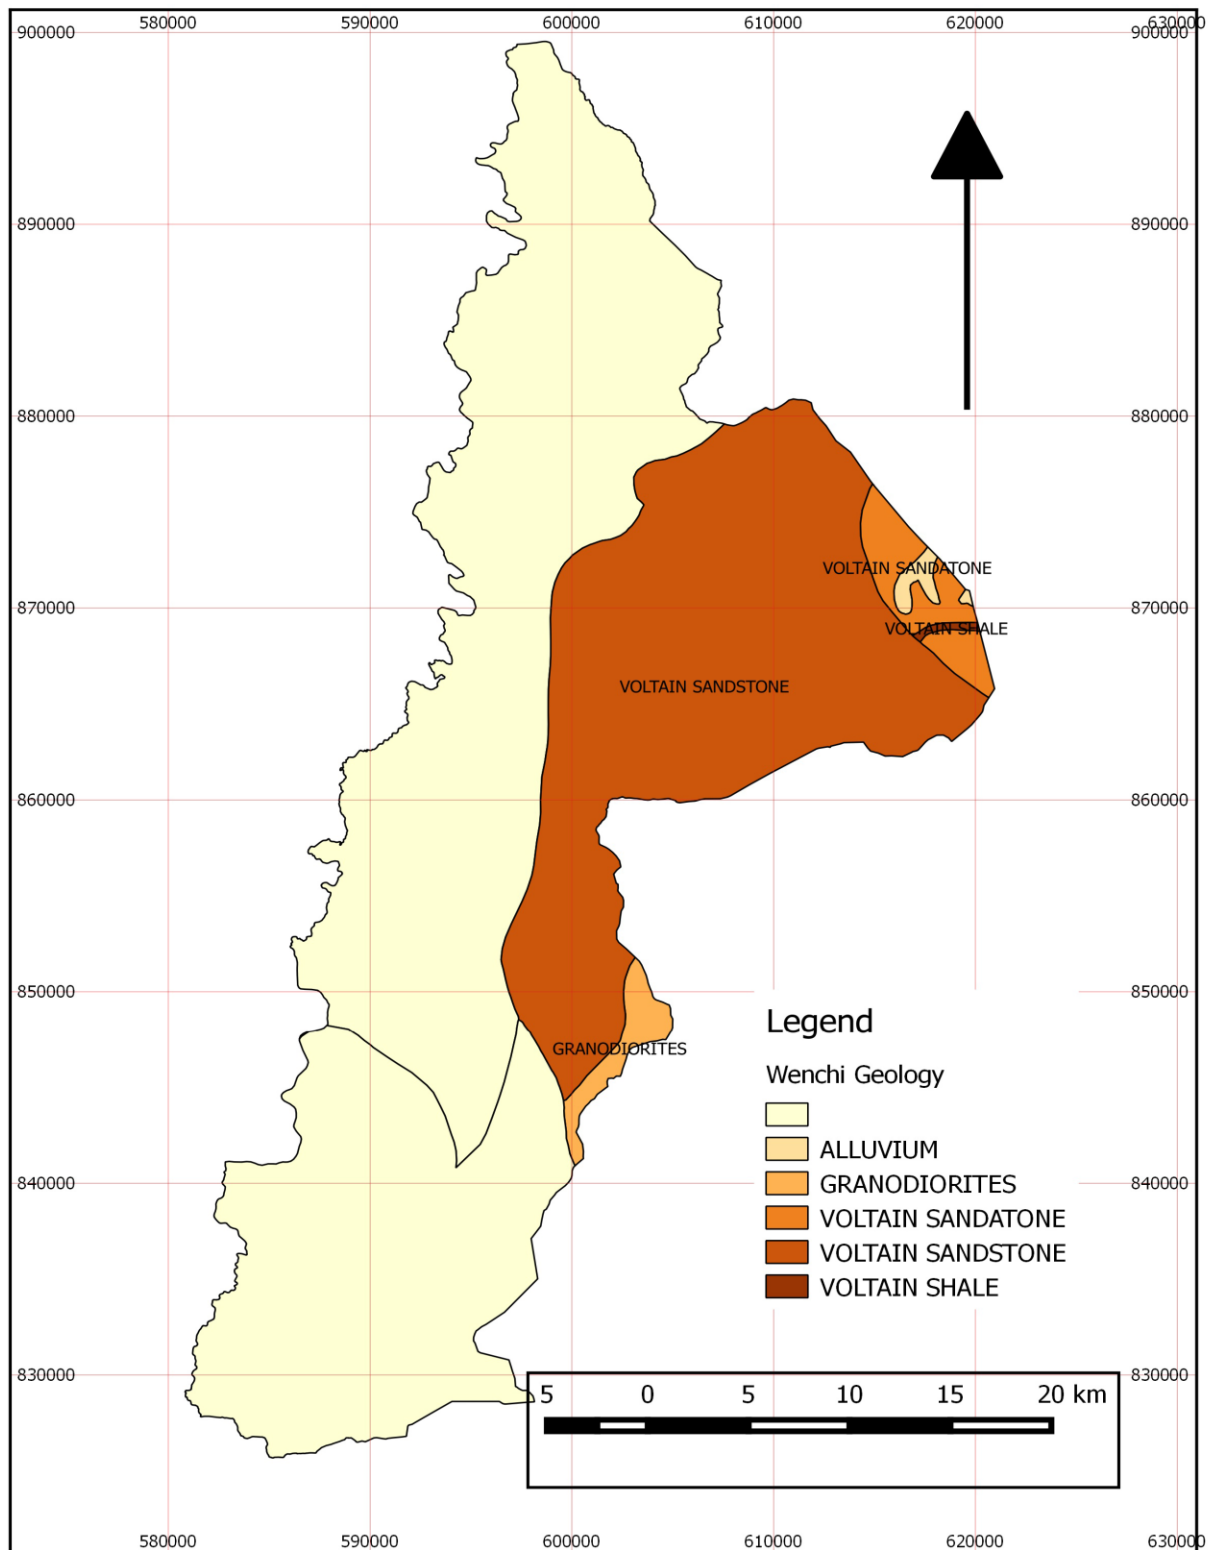 580000 590000 600000 610000 620000 630000
900000 900000
890000 890000
880000 880000
VOLTAIN SANDATONE
870000 870000
VOLTAIN SHALE
VOLTAIN SANDSTONE
860000 860000
850000 850000
Legend
GRANODIORITES
Wenchi Geology
ALLUVIUM
840000 840000
GRANODIORITES
VOLTAIN SANDATONE
VOLTAIN SANDSTONE
VOLTAIN SHALE
830000 830000
5 0 5 10 15 20 km
580000 590000 600000 610000 620000 630000